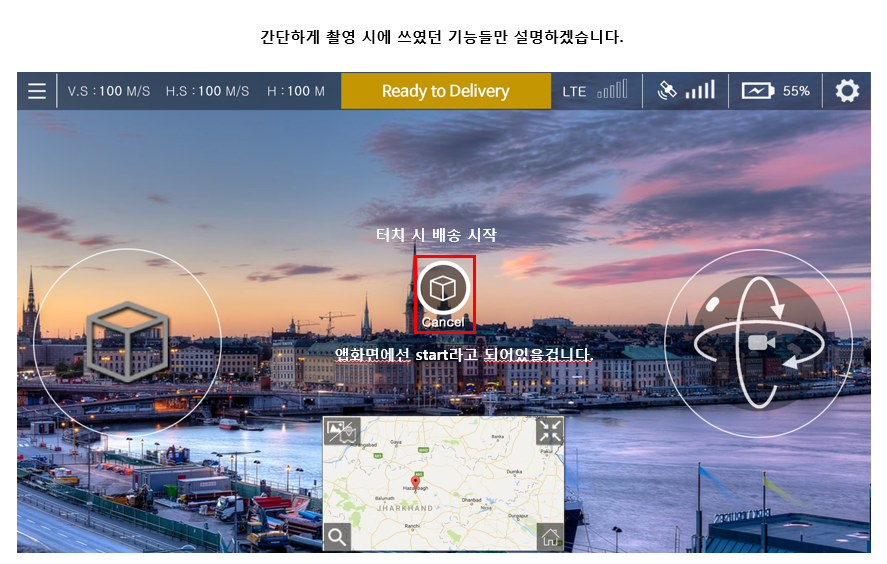 간단하게 촬영 시에 쓰였던 기능들만 설명하겠습니다.
V.S : 100 M/S H.S : 100 M/S H : 100 M Ready to Delivery LTE 55%
터치 시 배송 시작
Cancel
앱화면에선 start라고 되어있을겁니다.
Gaya
Barka
Pakur
Dumka
Hazaribagh
Balumath
Dhanbad
JHARKHAND
Nirsa
Ranchi
Durgapur